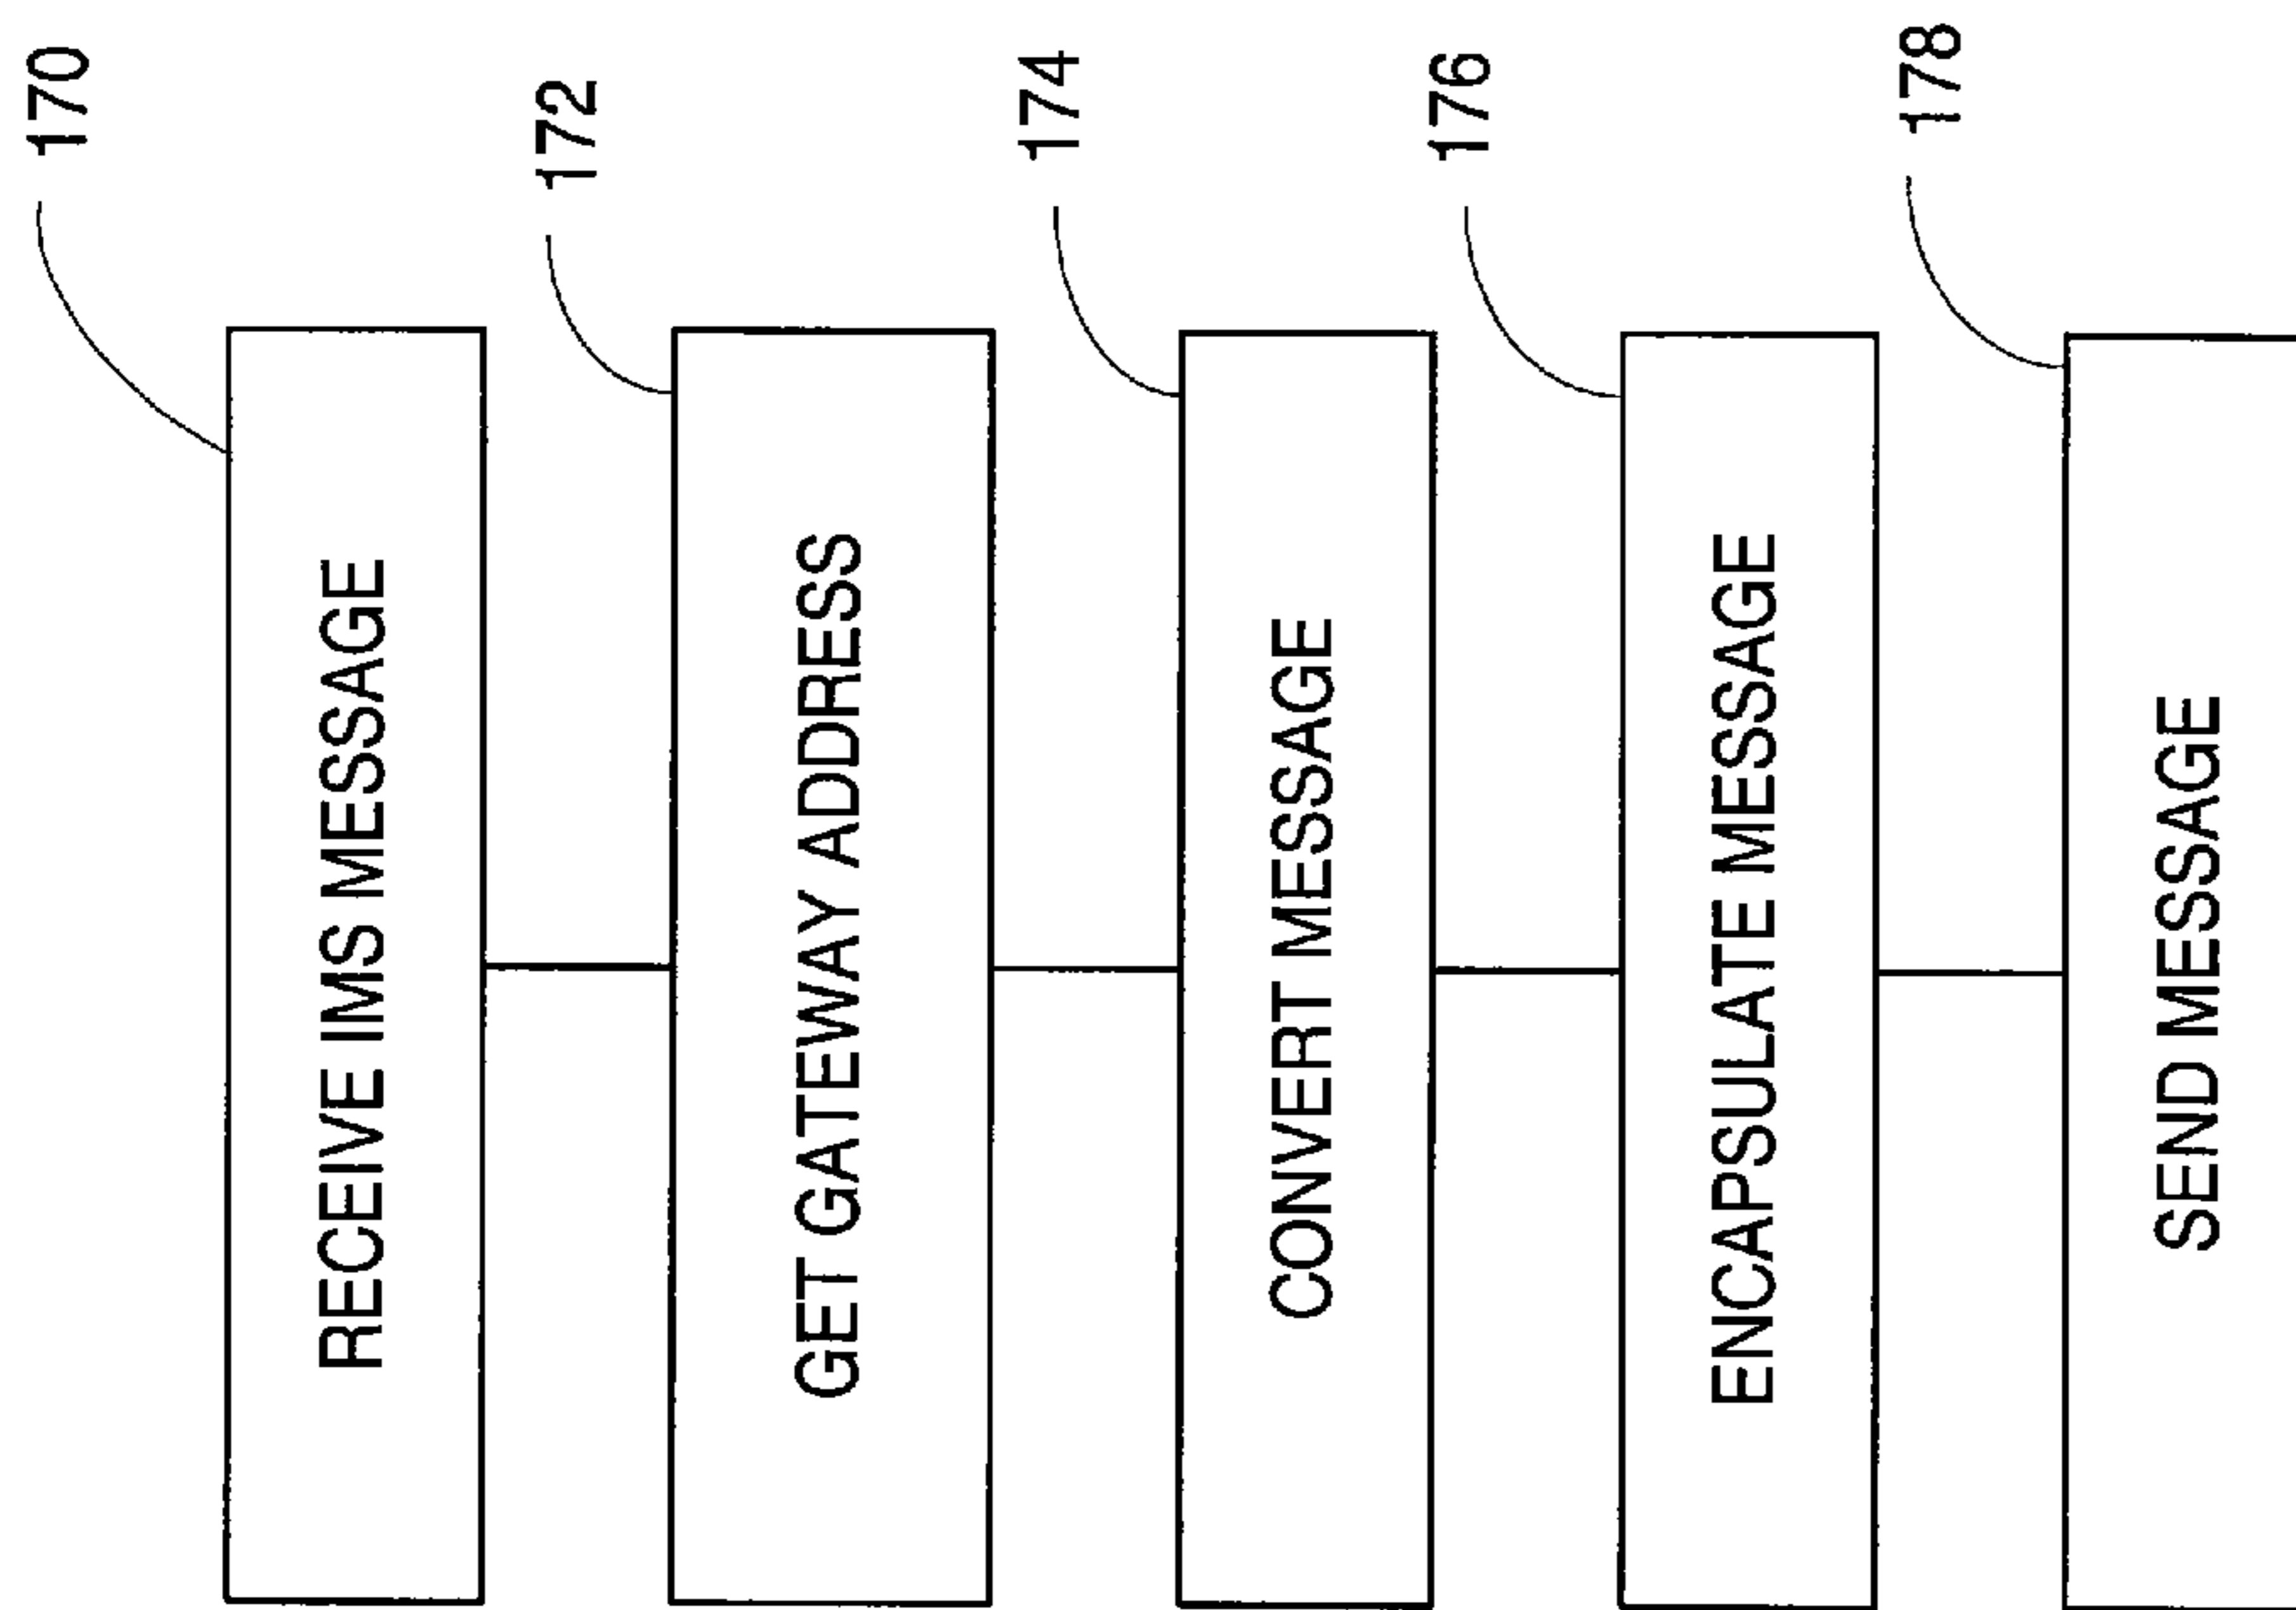 170
RECEIVE IMS MESSAGE
172
GET GATEWAY ADDRESS
174
CONVERT MESSAGE
176
ENCAPSULATE MESSAGE
178
SEND MESSAGE